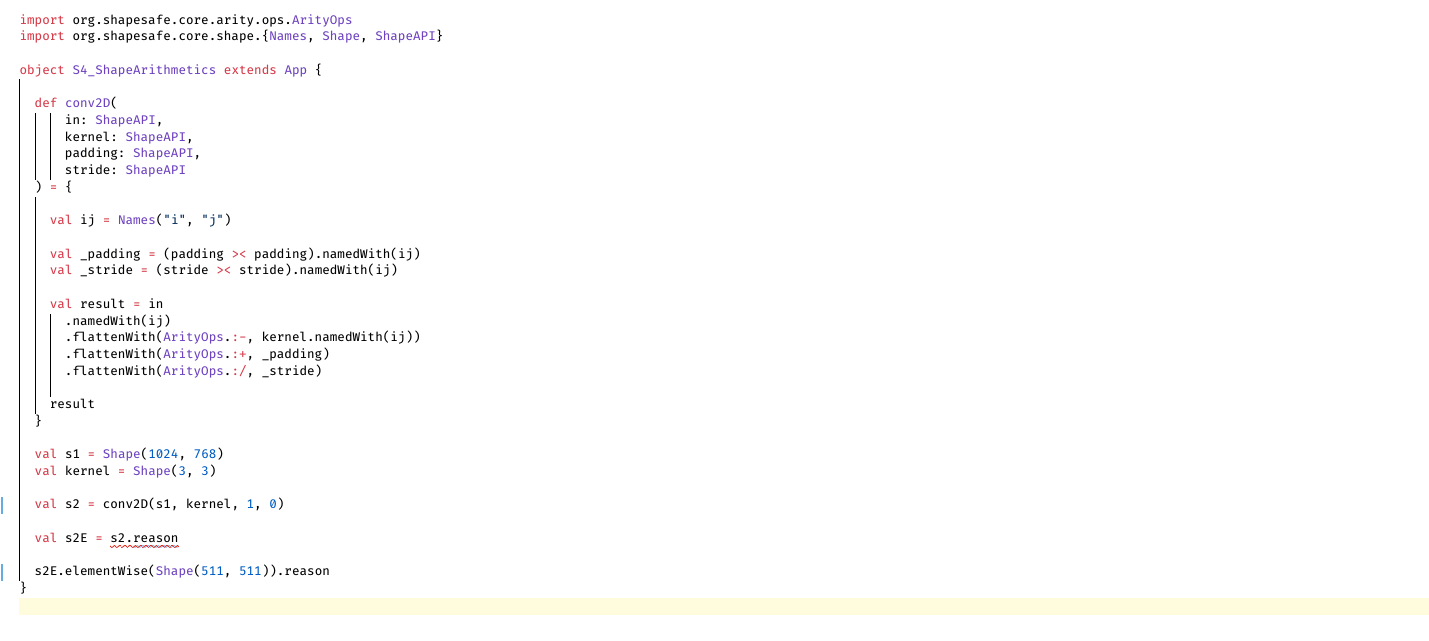 import org.shapesafe.core.arity.ops.ArityOps
import org.shapesafe.core.shape.{Names, Shape, ShapeAPI}
object S4_ShapeArithmetics extends App {
def conv2D(
in: ShapeAPI,
kernel: ShapeAPI,
padding: ShapeAPI,
stride: ShapeAPI
) = {
val ij = Names("i", "j")
val _padding = (padding >< padding).namedWith(ij)
val _stride = (stride >< stride).namedWith(ij)
val result = in
.namedWith(ij)
.flattenWith(ArityOps.:-, kernel.namedWith(ij))
.flattenWith(ArityOps.:+, _padding)
.flattenWith(ArityOps.:/, _stride)
result
}
val s1 = Shape(1024, 768)
val kernel = Shape(3, 3)
val s2 = conv2D(s1, kernel, 1, 0)
val s2E = s2.reason
s2E.elementWise(Shape(511, 511)).reason
}